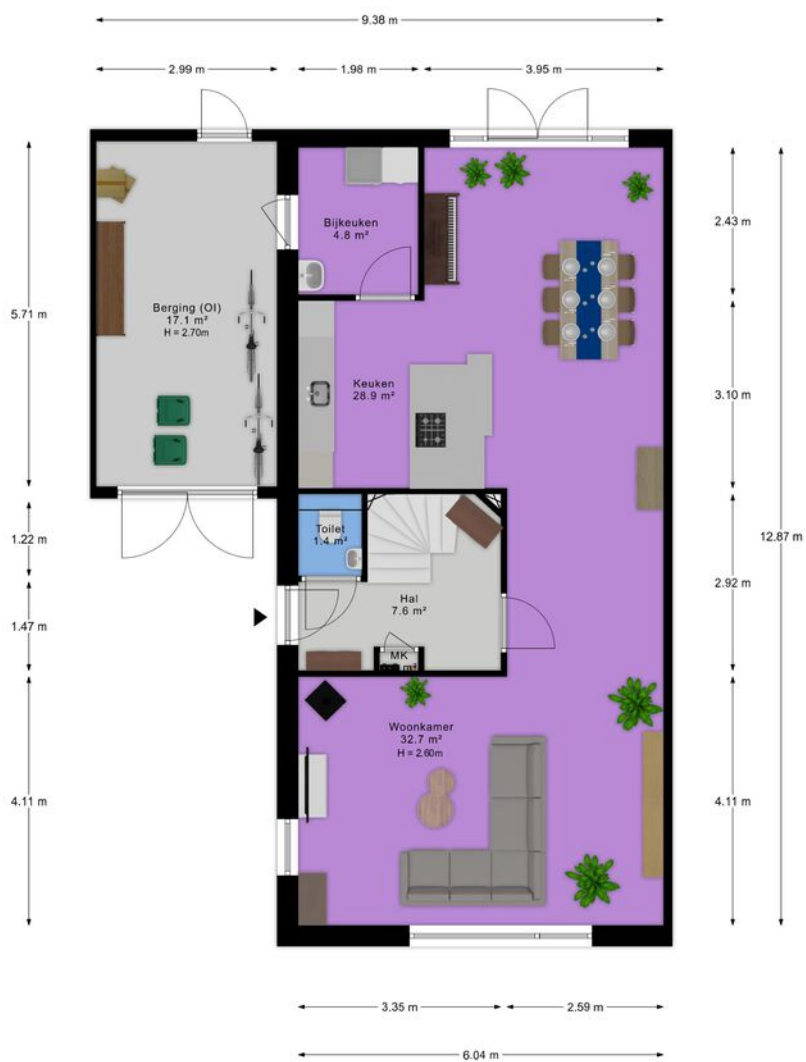 9.38 m
2.99 m
1.98 m
3.95 m
Bijkeuken
4.8 m²
2.43 m
Berging (OI)
17.1 m²
H = 2.70m
5.71 m
Keuken
28.9 m²
3.10 m
Toilet
1.4 m²
1.22 m
12.87 m
2.92 m
Hal
7.6 m²
1.47 m
MK
m²
Woonkamer
32.7 m²
H = 2.60m
4.11 m
4.11 m
3.35 m
2.59 m
6.04 m